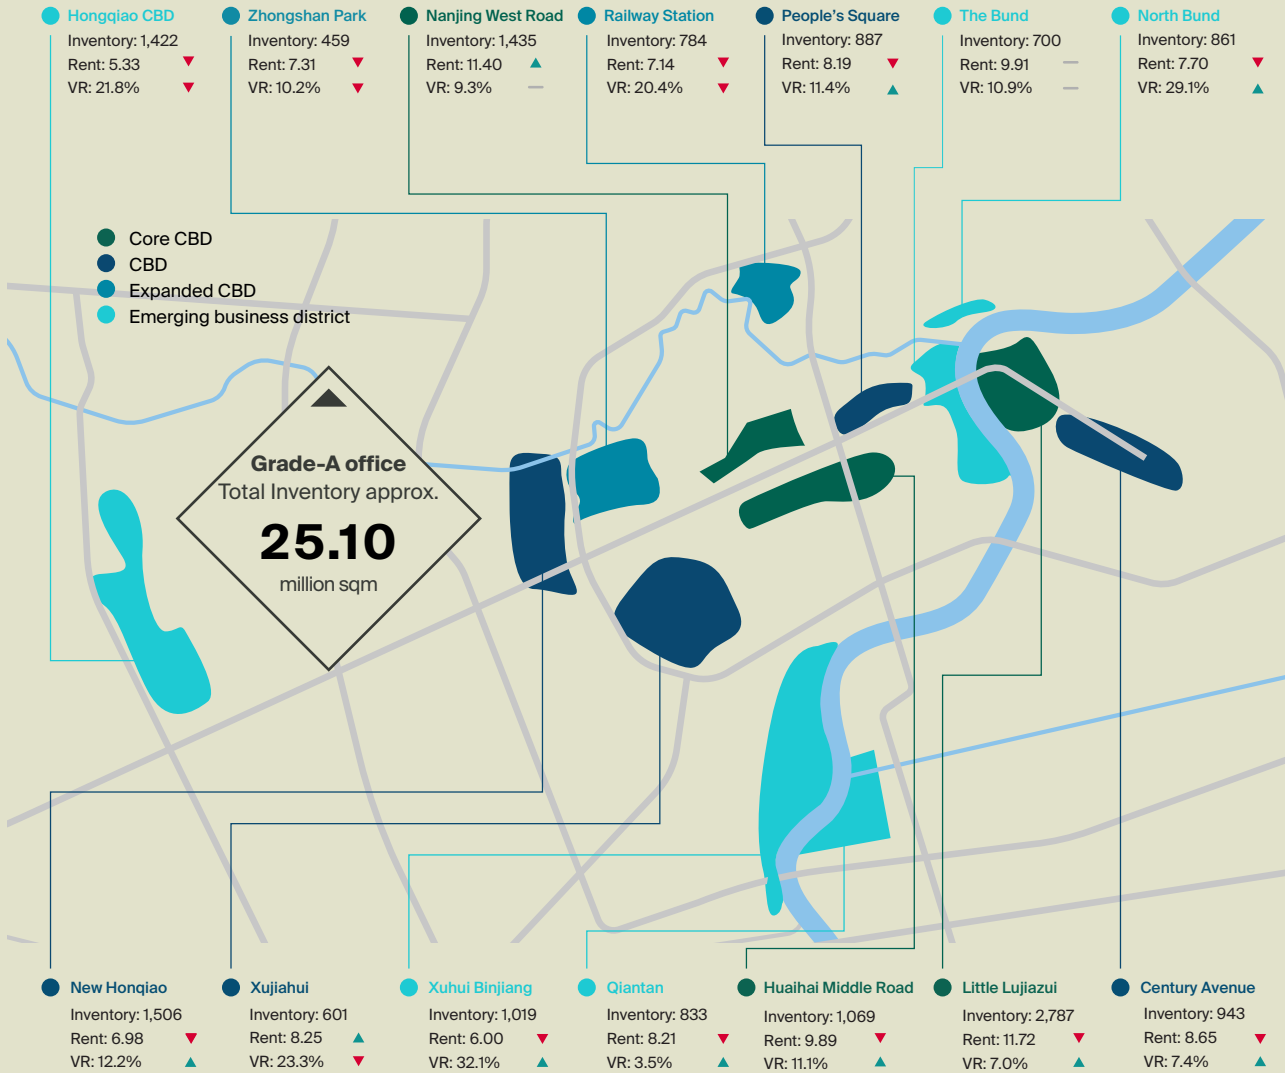 Hongqiao CBD
Inventory: 1,422
Rent: 5.33
VR: 21.8%
Zhongshan Park
Inventory: 459
Rent: 7.31
VR: 10.2%
Nanjing West Road
Inventory: 1,435
Rent: 11.40
VR: 9.3%
Railway Station
Inventory: 784
Rent: 7.14
VR: 20.4%
People’s Square
Inventory: 887
Rent: 8.19
VR: 11.4%
The Bund
Inventory: 700
Rent: 9.91
VR: 10.9%
North Bund
Inventory: 861
Rent: 7.70
VR: 29.1%
Core CBD
CBD
Expanded CBD
Emerging business district
Grade-A office
Total Inventory approx.
25.10
million sqm
New Honqiao
Inventory: 1,506
Rent: 6.98
VR: 12.2%
Xujiahui
Inventory: 601
Rent: 8.25
VR: 23.3%
Xuhui Binjiang
Inventory: 1,019
Rent: 6.00
VR: 32.1%
Qiantan
Inventory: 833
Rent: 8.21
VR: 3.5%
Huaihai Middle Road
Inventory: 1,069
Rent: 9.89
VR: 11.1%
Little Lujiazui
Inventory: 2,787
Rent: 11.72
VR: 7.0%
Century Avenue
Inventory: 943
Rent: 8.65
VR: 7.4%